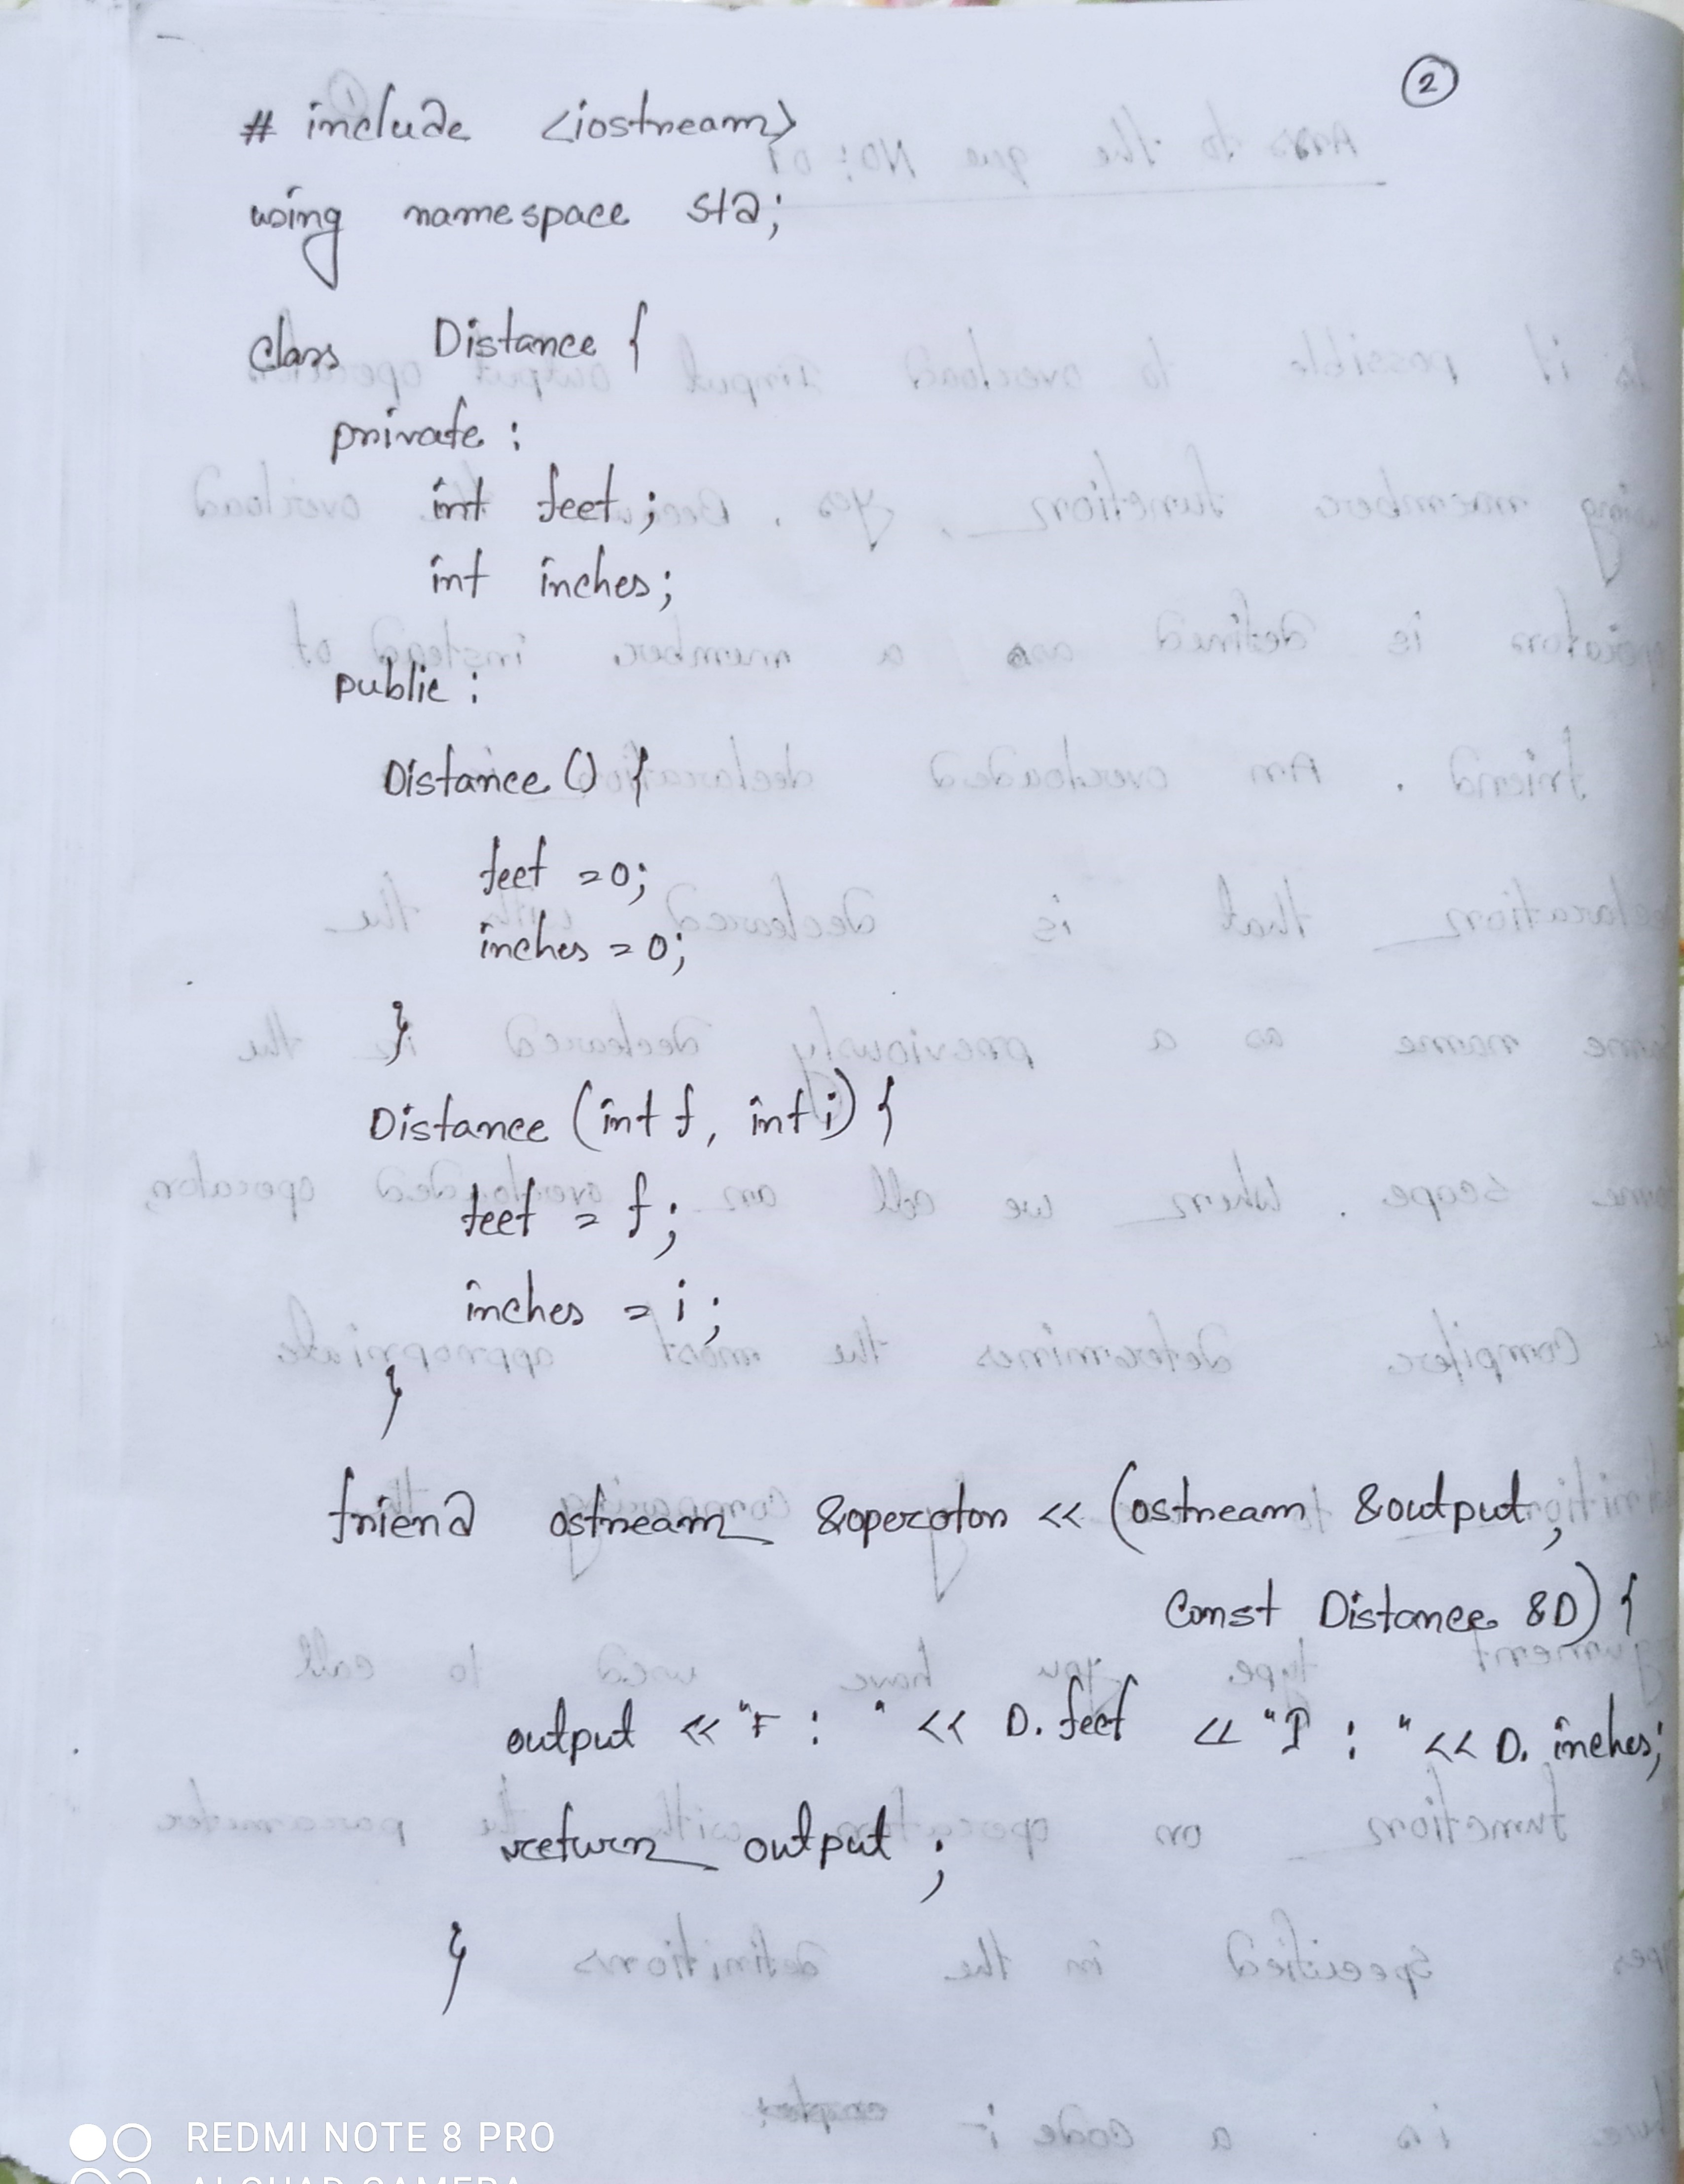 2
# include <iostream>
using namespace std;
class Distance {
private :
int feet ;
int inches ;
public :
Distance () {
feet = 0;
inches = 0;
}
Distance (int f, int i) {
feet = f ;
inches = i ;
}
friend ostream &operator << (ostream &output,
const Distance &D) {
output << "F : " << D. feet << "I : " << D. inches;
return output ;
}
REDMI NOTE 8 PRO
AI QUAD CAMERA